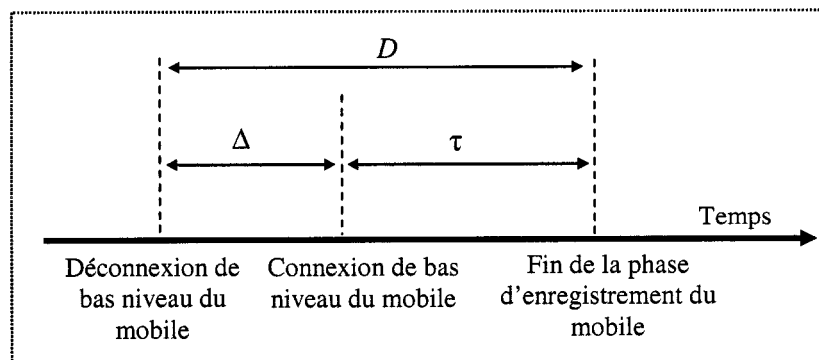 D
Δ
τ
Temps
Déconnexion de
bas niveau du
mobile
Connexion de bas
niveau du mobile
Fin de la phase
d'enregistrement du
mobile